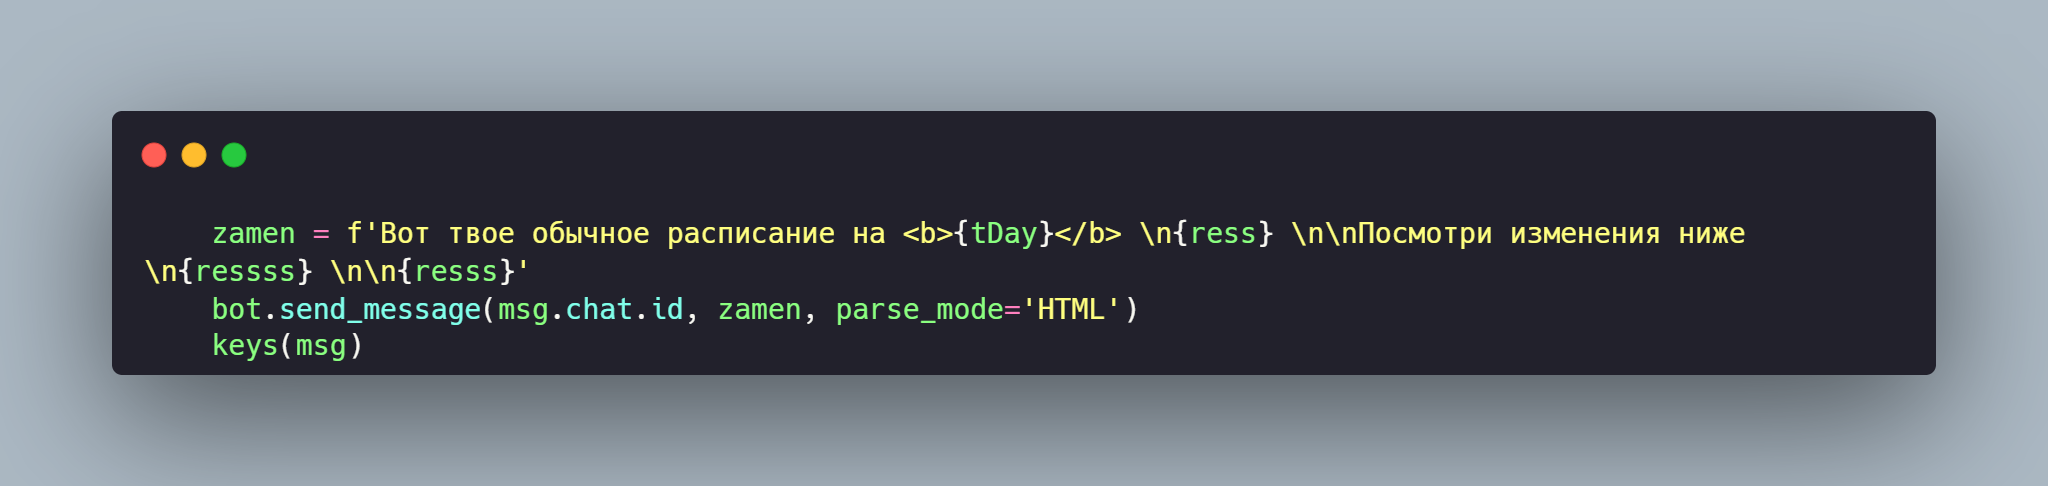 zamen = f'Вот твое обычное расписание на <b>{tDay}</b> \n{ress} \n\nПосмотри изменения ниже
\n{ressss} \n\n{resss}'
bot.send_message(msg.chat.id, zamen, parse_mode='HTML')
keys(msg)